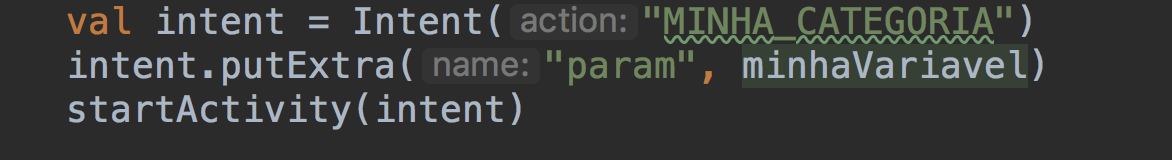 val intent = Intent( action: "MINHA_CATEGORIA")
intent.putExtra( name: "param", minhaVariavel)
startActivity(intent)